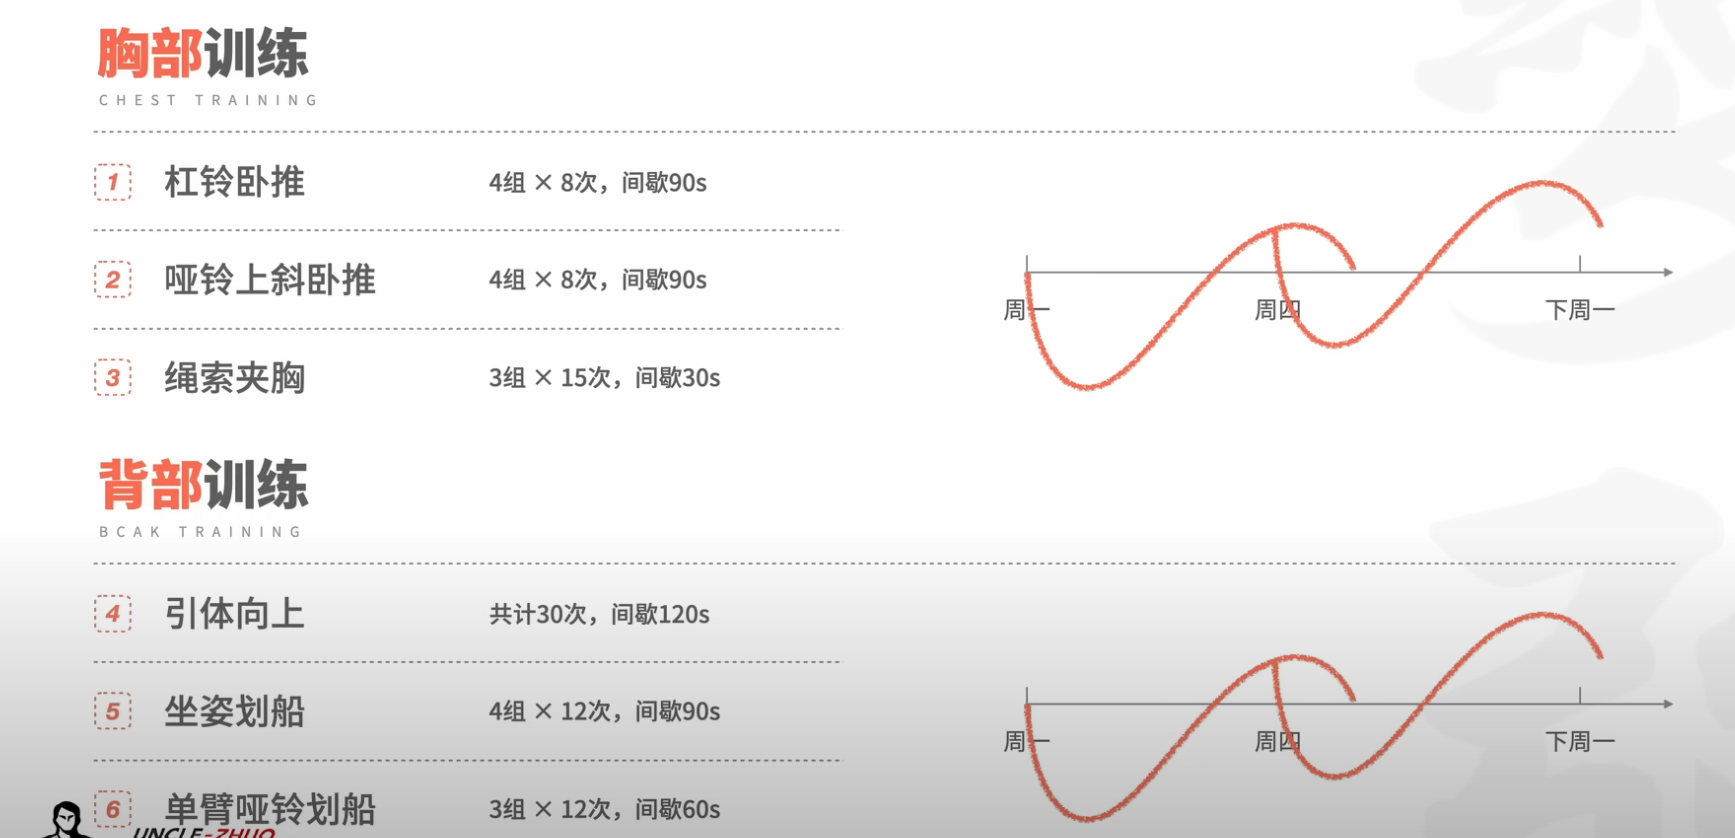 胸部训练
CHEST TRAINING
1 杠铃卧推 4组 × 8次，间歇90s
2 哑铃上斜卧推 4组 × 8次，间歇90s
3 绳索夹胸 3组 × 15次，间歇30s
周一 周四 下周一
背部训练
BCAK TRAINING
4 引体向上 共计30次，间歇120s
5 坐姿划船 4组 × 12次，间歇90s
6 单臂哑铃划船 3组 × 12次，间歇60s
周一 周四 下周一
UNCLE-ZHUO